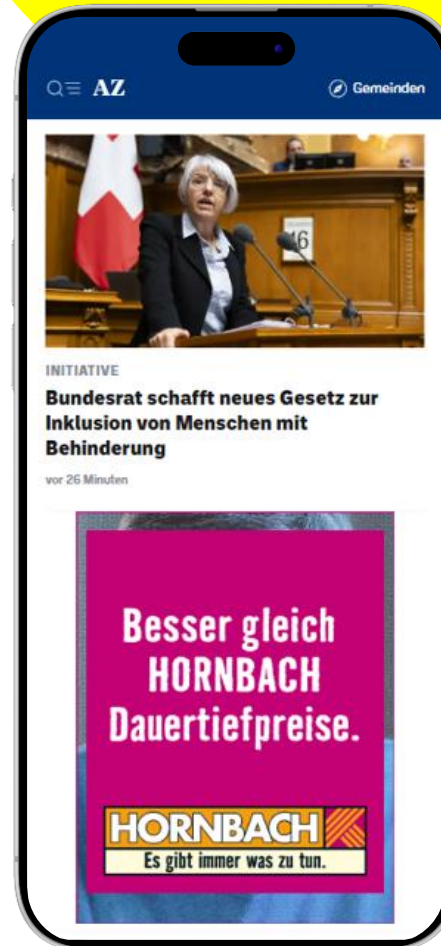 AZ
Gemeinden
16
INITIATIVE
Bundesrat schafft neues Gesetz zur
Inklusion von Menschen mit
Behinderung
vor 26 Minuten
Besser gleich
HORNBACH
Dauertiefpreise.
HORNBACH
Es gibt immer was zu tun.